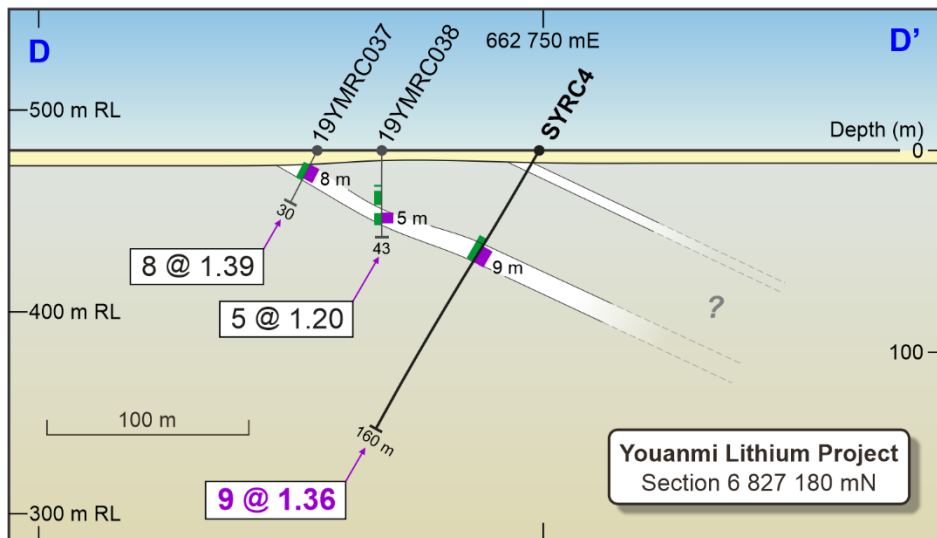 D
19YMRC037
19YMRC038
662 750 mE
SYRC4
D'
500 m RL
Depth (m)
0
8 m
30
5 m
43
9 m
8 @ 1.39
5 @ 1.20
?
400 m RL
100
100 m
160 m
9 @ 1.36
Youanmi Lithium Project
Section 6 827 180 mN
300 m RL